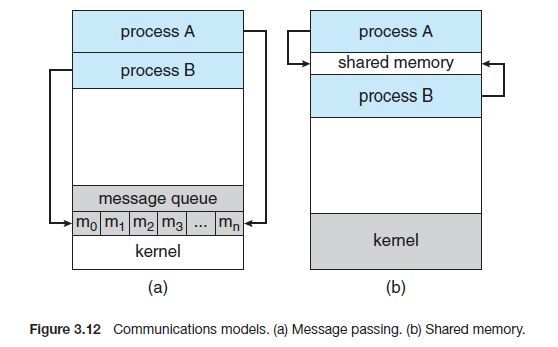 process A
process B
message queue
m0 m1 m2 m3 ... mn
kernel
(a)
process A
shared memory
process B
kernel
(b)
Figure 3.12 Communications models. (a) Message passing. (b) Shared memory.